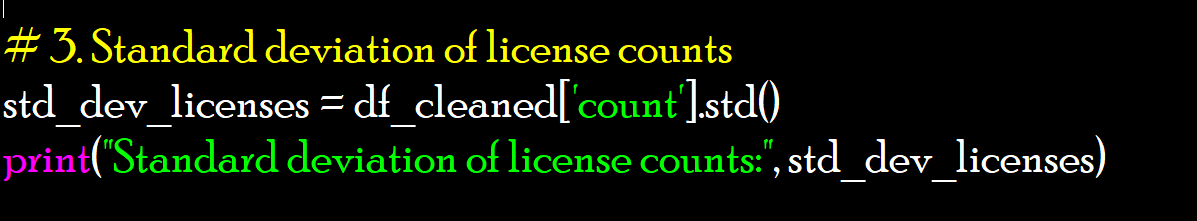 # 3. Standard deviation of license counts
std_dev_licenses = df_cleaned['count'].std()
print("Standard deviation of license counts:", std_dev_licenses)